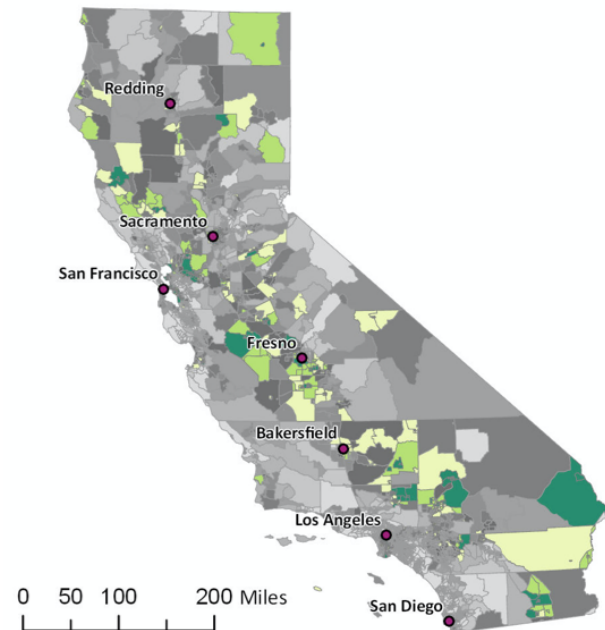 Redding
Sacramento
San Francisco
Fresno
Bakersfield
Los Angeles
San Diego
0 50 100 200 Miles